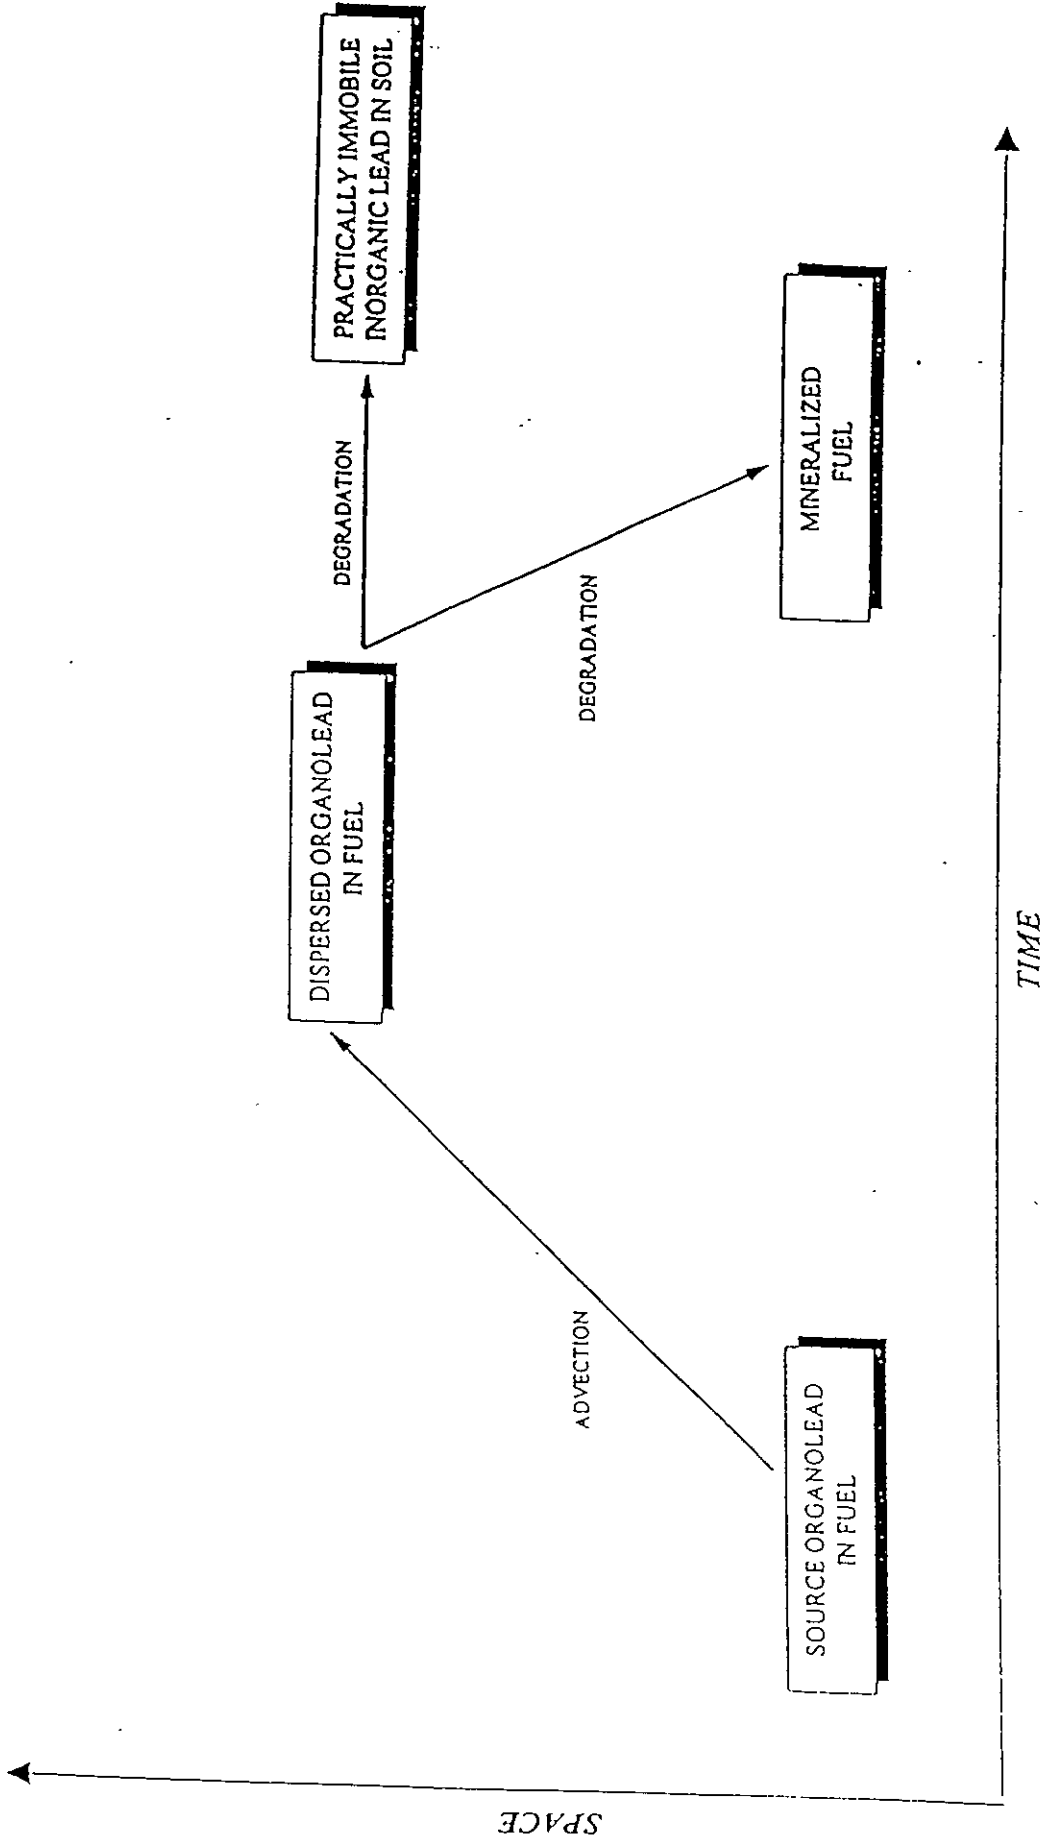 PRACTICALLY IMMOBILE
INORGANIC LEAD IN SOIL
DEGRADATION
DISPERSED ORGANOLEAD
IN FUEL
DEGRADATION
MINERALIZED
FUEL
ADVECTION
SOURCE ORGANOLEAD
IN FUEL
SPACE
TIME